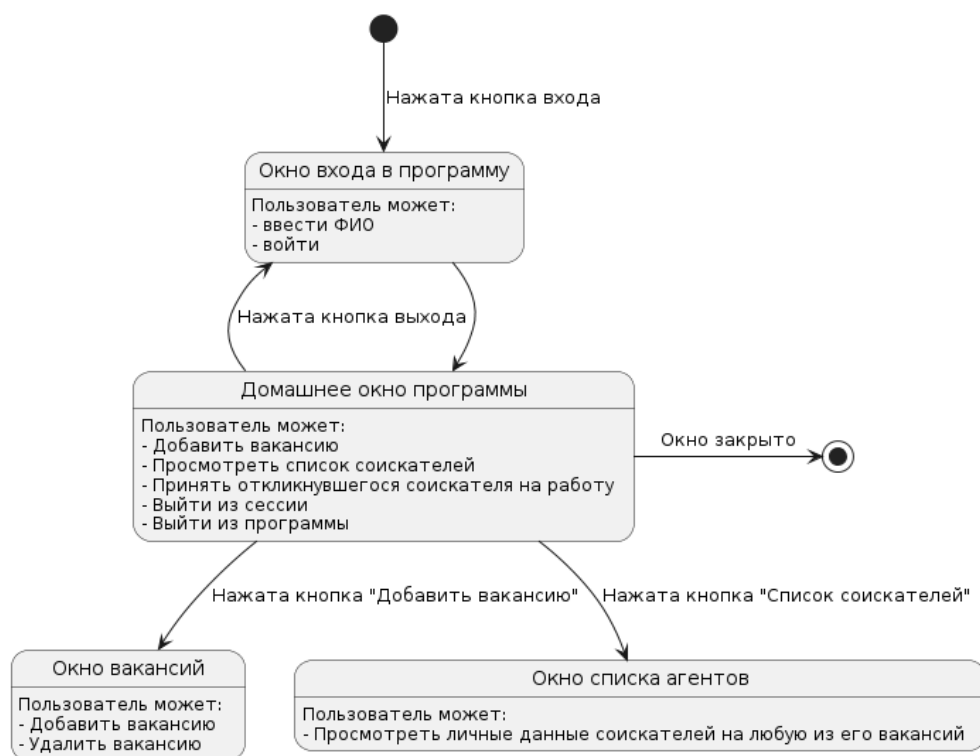 Нажата кнопка входа
Окно входа в программу
Пользователь может:
- ввести ФИО
- войти
Нажата кнопка выхода
Домашнее окно программы
Пользователь может:
- Добавить вакансию
- Просмотреть список соискателей
- Принять откликнувшегося соискателя на работу
- Выйти из сессии
- Выйти из программы
Окно закрыто
Нажата кнопка "Добавить вакансию"
Нажата кнопка "Список соискателей"
Окно вакансий
Пользователь может:
- Добавить вакансию
- Удалить вакансию
Окно списка агентов
Пользователь может:
- Просмотреть личные данные соискателей на любую из его вакансий